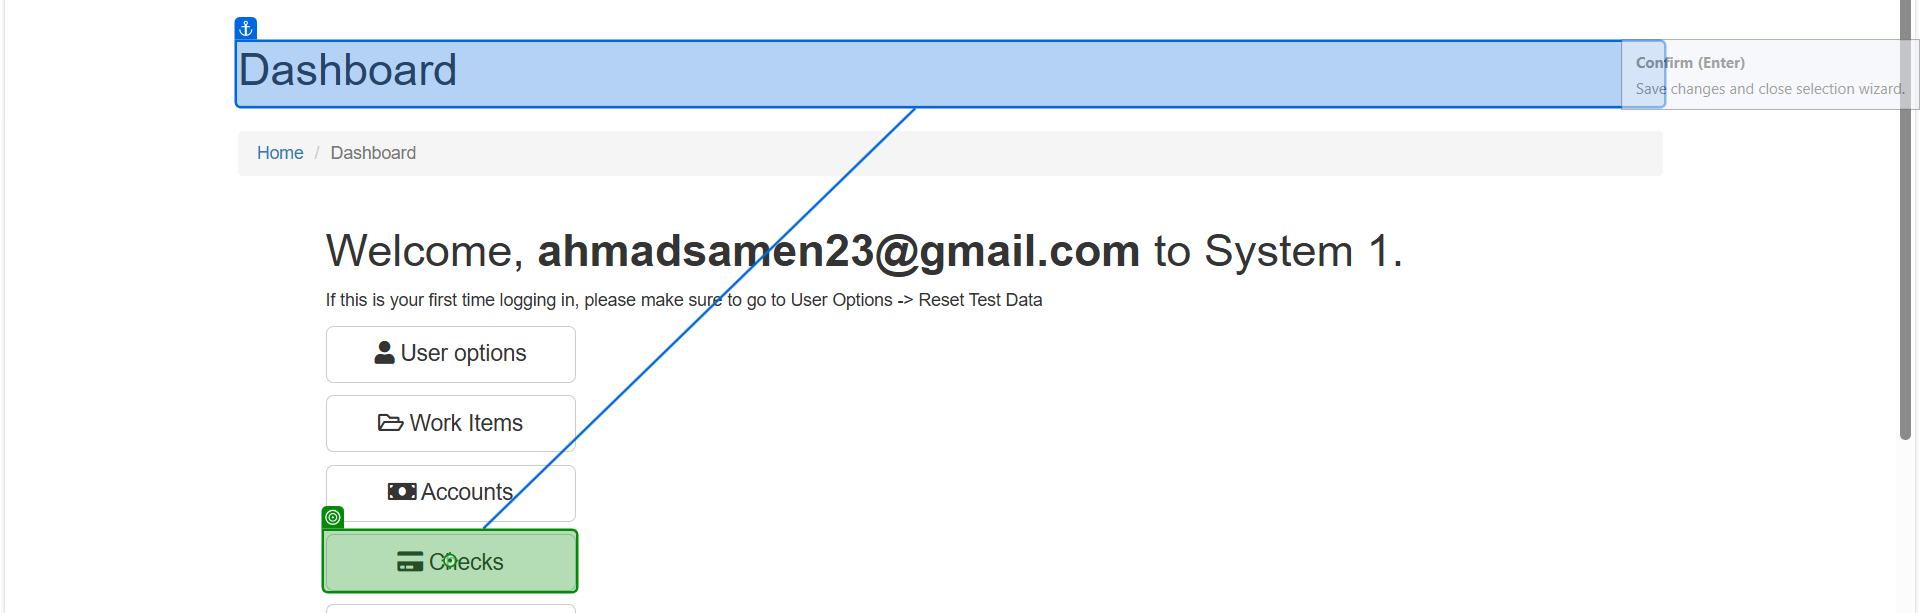 Dashboard
Confirm (Enter)
Save changes and close selection wizard.
Home / Dashboard
Welcome, ahmadsamen23@gmail.com to System 1.
If this is your first time logging in, please make sure to go to User Options -> Reset Test Data
User options
Work Items
Accounts
Checks